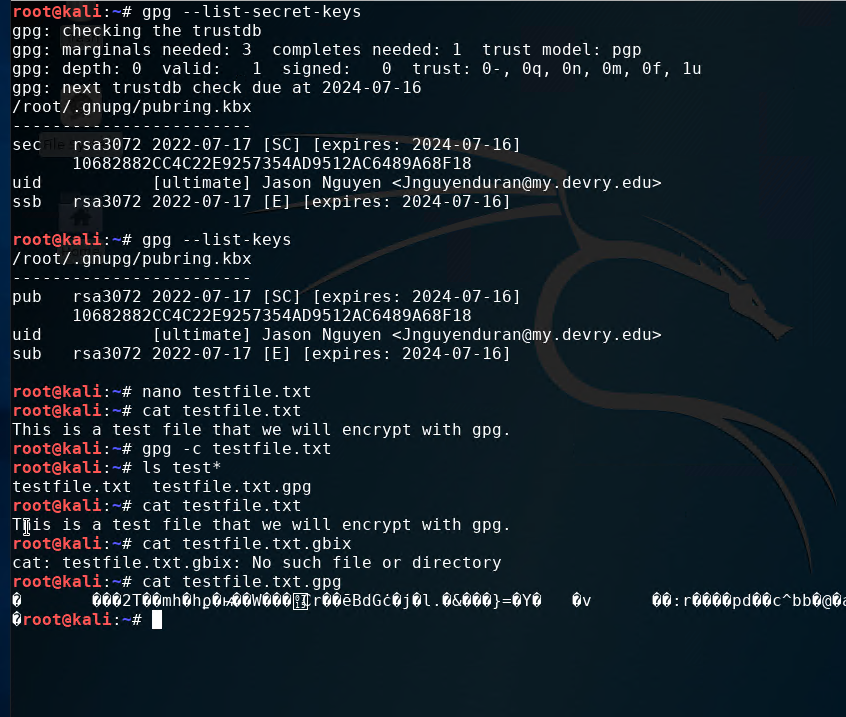 root@kali:~# gpg --list-secret-keys
gpg: checking the trustdb
gpg: marginals needed: 3  completes needed: 1  trust model: pgp
gpg: depth: 0  valid:   1  signed:   0  trust: 0-, 0q, 0n, 0m, 0f, 1u
gpg: next trustdb check due at 2024-07-16
/root/.gnupg/pubring.kbx
------------------------
sec   rsa3072 2022-07-17 [SC] [expires: 2024-07-16]
      10682882CC4C22E9257354AD9512AC6489A68F18
uid           [ultimate] Jason Nguyen <Jnguyenduran@my.devry.edu>
ssb   rsa3072 2022-07-17 [E] [expires: 2024-07-16]
root@kali:~# gpg --list-keys
/root/.gnupg/pubring.kbx
------------------------
pub   rsa3072 2022-07-17 [SC] [expires: 2024-07-16]
      10682882CC4C22E9257354AD9512AC6489A68F18
uid           [ultimate] Jason Nguyen <Jnguyenduran@my.devry.edu>
sub   rsa3072 2022-07-17 [E] [expires: 2024-07-16]
root@kali:~# nano testfile.txt
root@kali:~# cat testfile.txt
This is a test file that we will encrypt with gpg.
root@kali:~# gpg -c testfile.txt
root@kali:~# ls test*
testfile.txt  testfile.txt.gpg
root@kali:~# cat testfile.txt
This is a test file that we will encrypt with gpg.
root@kali:~# cat testfile.txt.gbix
cat: testfile.txt.gbix: No such file or directory
root@kali:~# cat testfile.txt.gpg
�       ���2T��mh�hϼ�ꟊ��W���Cr��ēBdGċ�j�l.�&���}=�Y�   �v      ��:r����pd��c^bb�@�a
�root@kali:~#